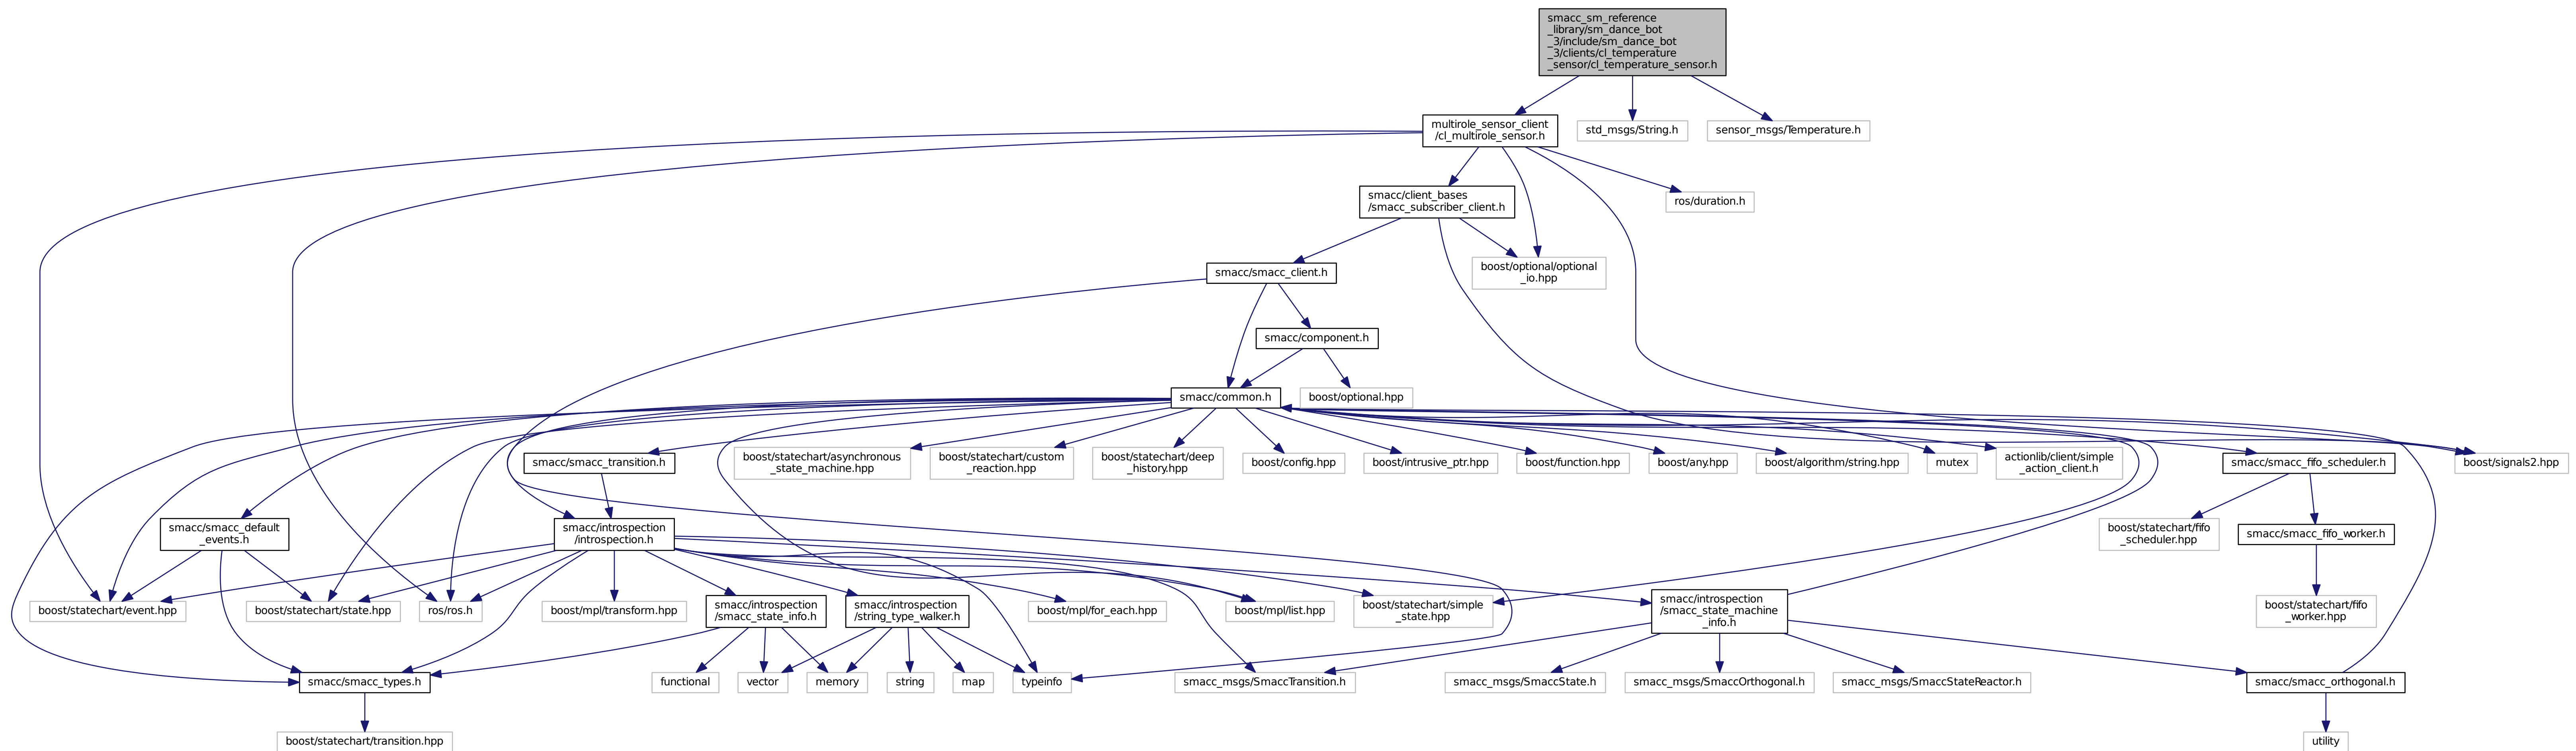 smacc_sm_reference
_library/sm_dance_bot
_3/include/sm_dance_bot
_3/clients/cl_temperature
_sensor/cl_temperature_sensor.h
multirole_sensor_client
/cl_multirole_sensor.h
std_msgs/String.h
sensor_msgs/Temperature.h
smacc/client_bases
/smacc_subscriber_client.h
ros/duration.h
smacc/smacc_client.h
boost/optional/optional
_io.hpp
smacc/component.h
smacc/common.h
boost/optional.hpp
smacc/smacc_transition.h
boost/statechart/asynchronous
_state_machine.hpp
boost/statechart/custom
_reaction.hpp
boost/statechart/deep
_history.hpp
boost/config.hpp
boost/intrusive_ptr.hpp
boost/function.hpp
boost/any.hpp
boost/algorithm/string.hpp
mutex
actionlib/client/simple
_action_client.h
smacc/smacc_fifo_scheduler.h
boost/signals2.hpp
smacc/smacc_default
_events.h
smacc/introspection
/introspection.h
boost/statechart/fifo
_scheduler.hpp
smacc/smacc_fifo_worker.h
boost/statechart/event.hpp
boost/statechart/state.hpp
ros/ros.h
boost/mpl/transform.hpp
smacc/introspection
/smacc_state_info.h
smacc/introspection
/string_type_walker.h
boost/mpl/for_each.hpp
boost/mpl/list.hpp
boost/statechart/simple
_state.hpp
smacc/introspection
/smacc_state_machine
_info.h
boost/statechart/fifo
_worker.hpp
smacc/smacc_types.h
functional
vector
memory
string
map
typeinfo
smacc_msgs/SmaccTransition.h
smacc_msgs/SmaccState.h
smacc_msgs/SmaccOrthogonal.h
smacc_msgs/SmaccStateReactor.h
smacc/smacc_orthogonal.h
boost/statechart/transition.hpp
utility